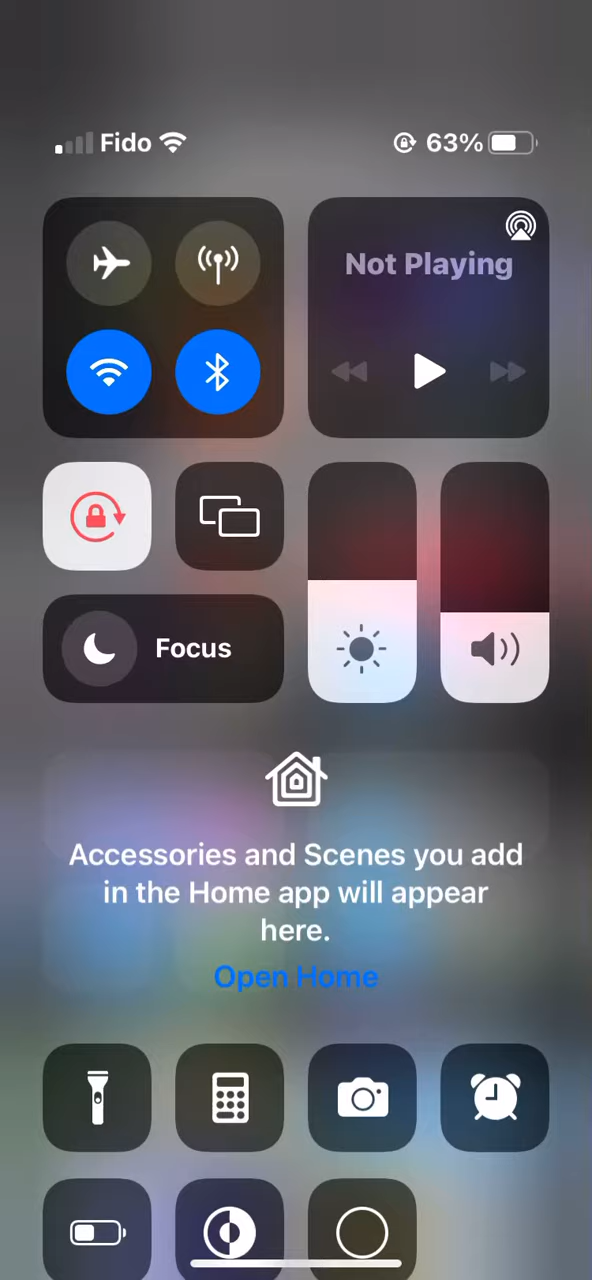 Fido
63%
Not Playing
Focus
Accessories and Scenes you add
in the Home app will appear
here.
Open Home